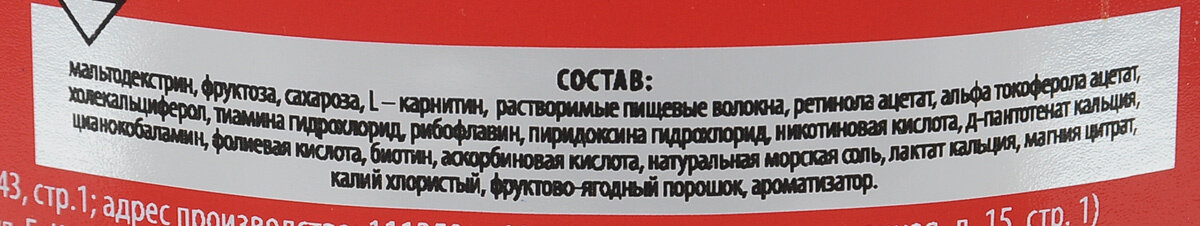 СОСТАВ:
мальтодекстрин, фруктоза, сахароза, L – карнитин, растворимые пищевые волокна, ретинола ацетат, альфа токоферола ацетат,
холекальциферол, тиамина гидрохлорид, рибофлавин, пиридоксина гидрохлорид, никотиновая кислота, д-пантотенат кальция,
цианокобаламин, фолиевая кислота, биотин, аскорбиновая кислота, натуральная морская соль, лактат кальция, магния цитрат,
калий хлористый, фруктово-ягодный порошок, ароматизатор.
43, стр.1; адрес производства: д. 15, стр. 1)